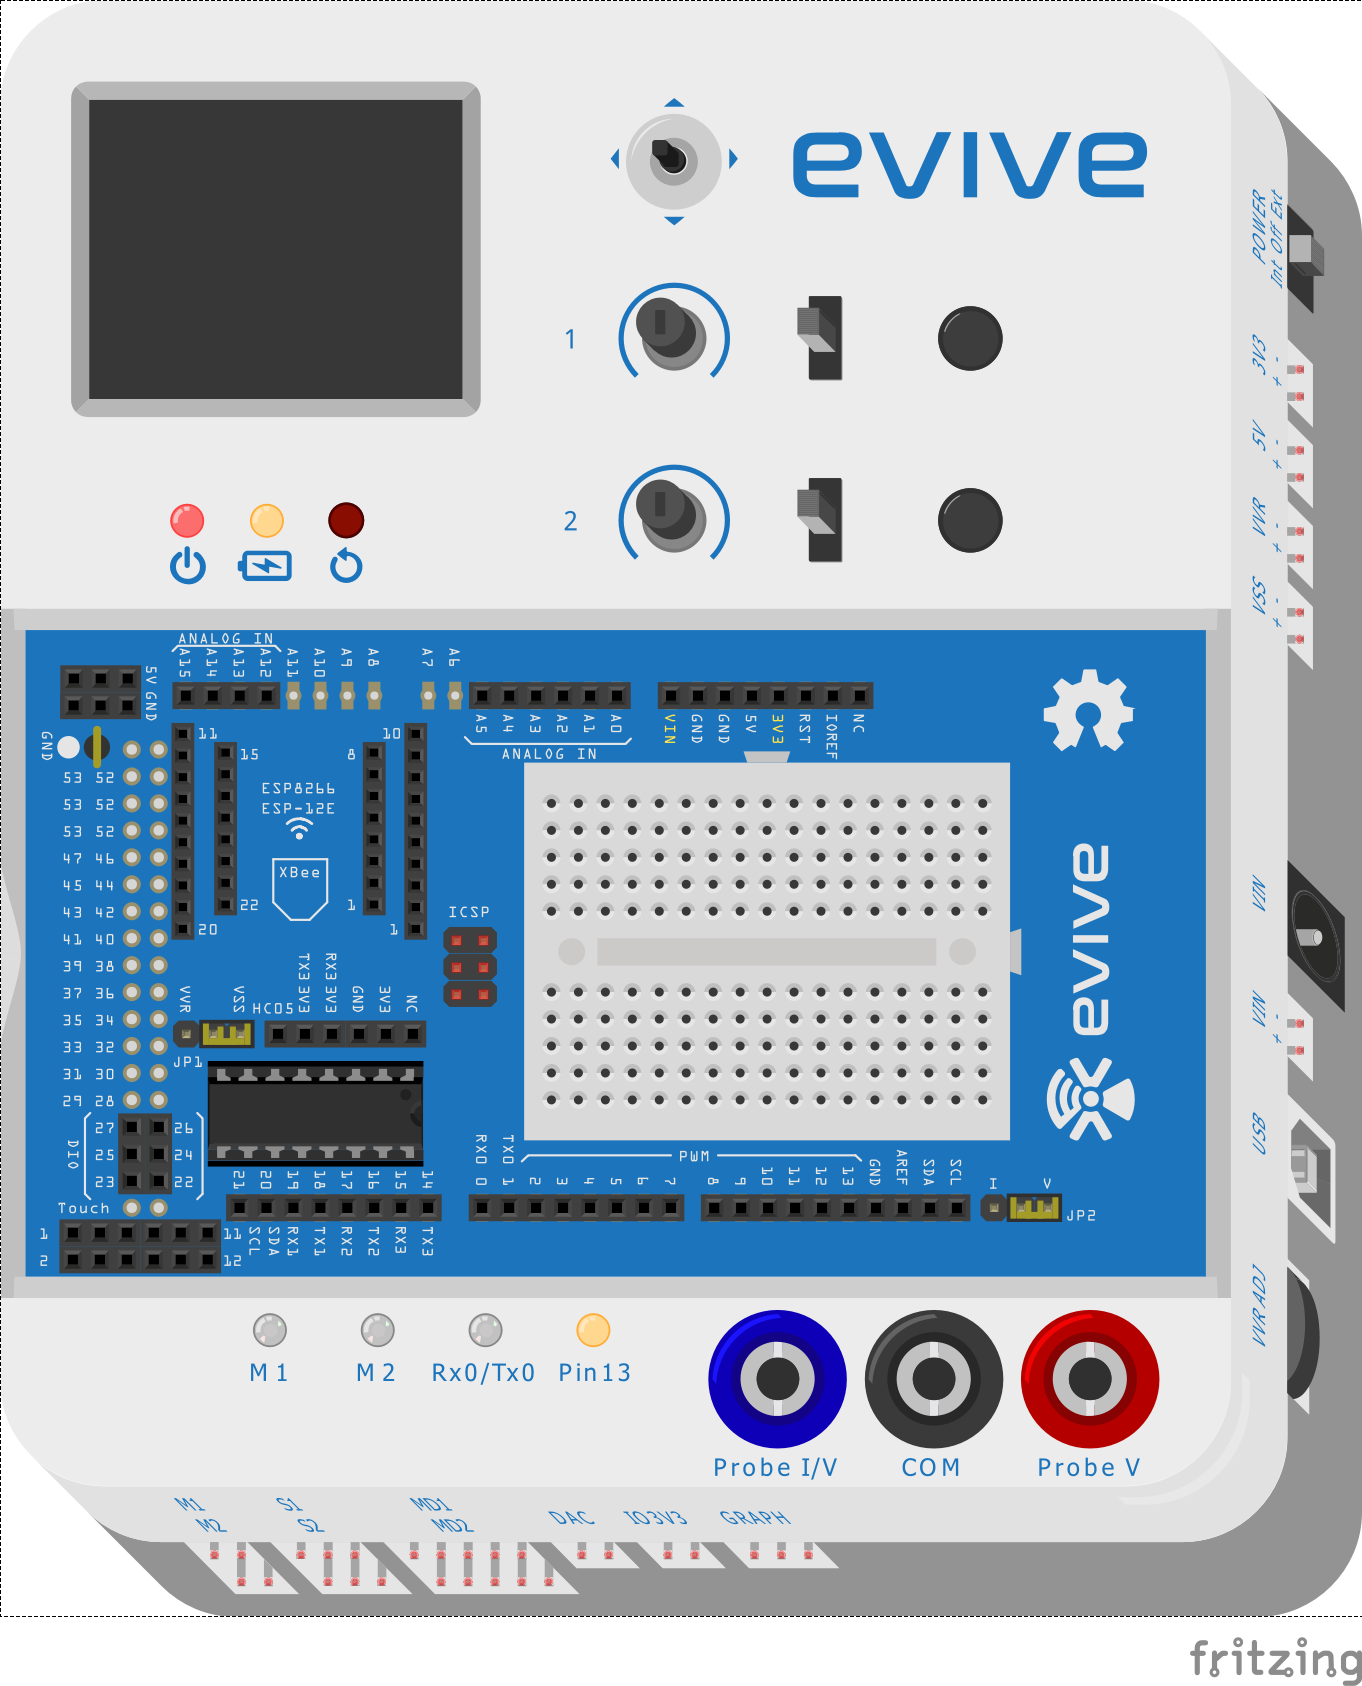 evive
POWER
Int Off Ext
1
3V3
- +
5V
- +
2
VVR
- +
VSS
- +
ANALOG IN
A15 A14 A13 A12 A11 A10 A9 A8 A7 A6
5V GND
A5 A4 A3 A2 A1 A0
VIN GND GND 5V 3V3 RST IOREF NC
ANALOG IN
GND
11
10
15
8
53 52
53 52
53 52
47 46
45 44
43 42
41 40
39 38
37 36
35 34
33 32
31 30
29 28
ESP8266
ESP-12E
XBee
22
1
20
1
ICSP
evive
VIN
TX3 RX3
VVR VSS HC05 3V3 3V3 GND 3V3 NC
JP1
VIN
- +
USB
27 26
25 24
23 22
DIO
Touch
1 11
2 12
21 20 19 18 17 16 15 14
SCL SDA RX1 TX1 RX2 TX2 RX3 TX3
RX0 TX0
PWM
0 1 2 3 4 5 6 7
8 9 10 11 12 13 GND AREF SDA SCL
I V
JP2
VVR ADJ
M1 M2 Rx0/Tx0 Pin13
Probe I/V COM Probe V
M1 S1 MD1
M2 S2 MD2
DAC IO3V3 GRAPH
fritzing